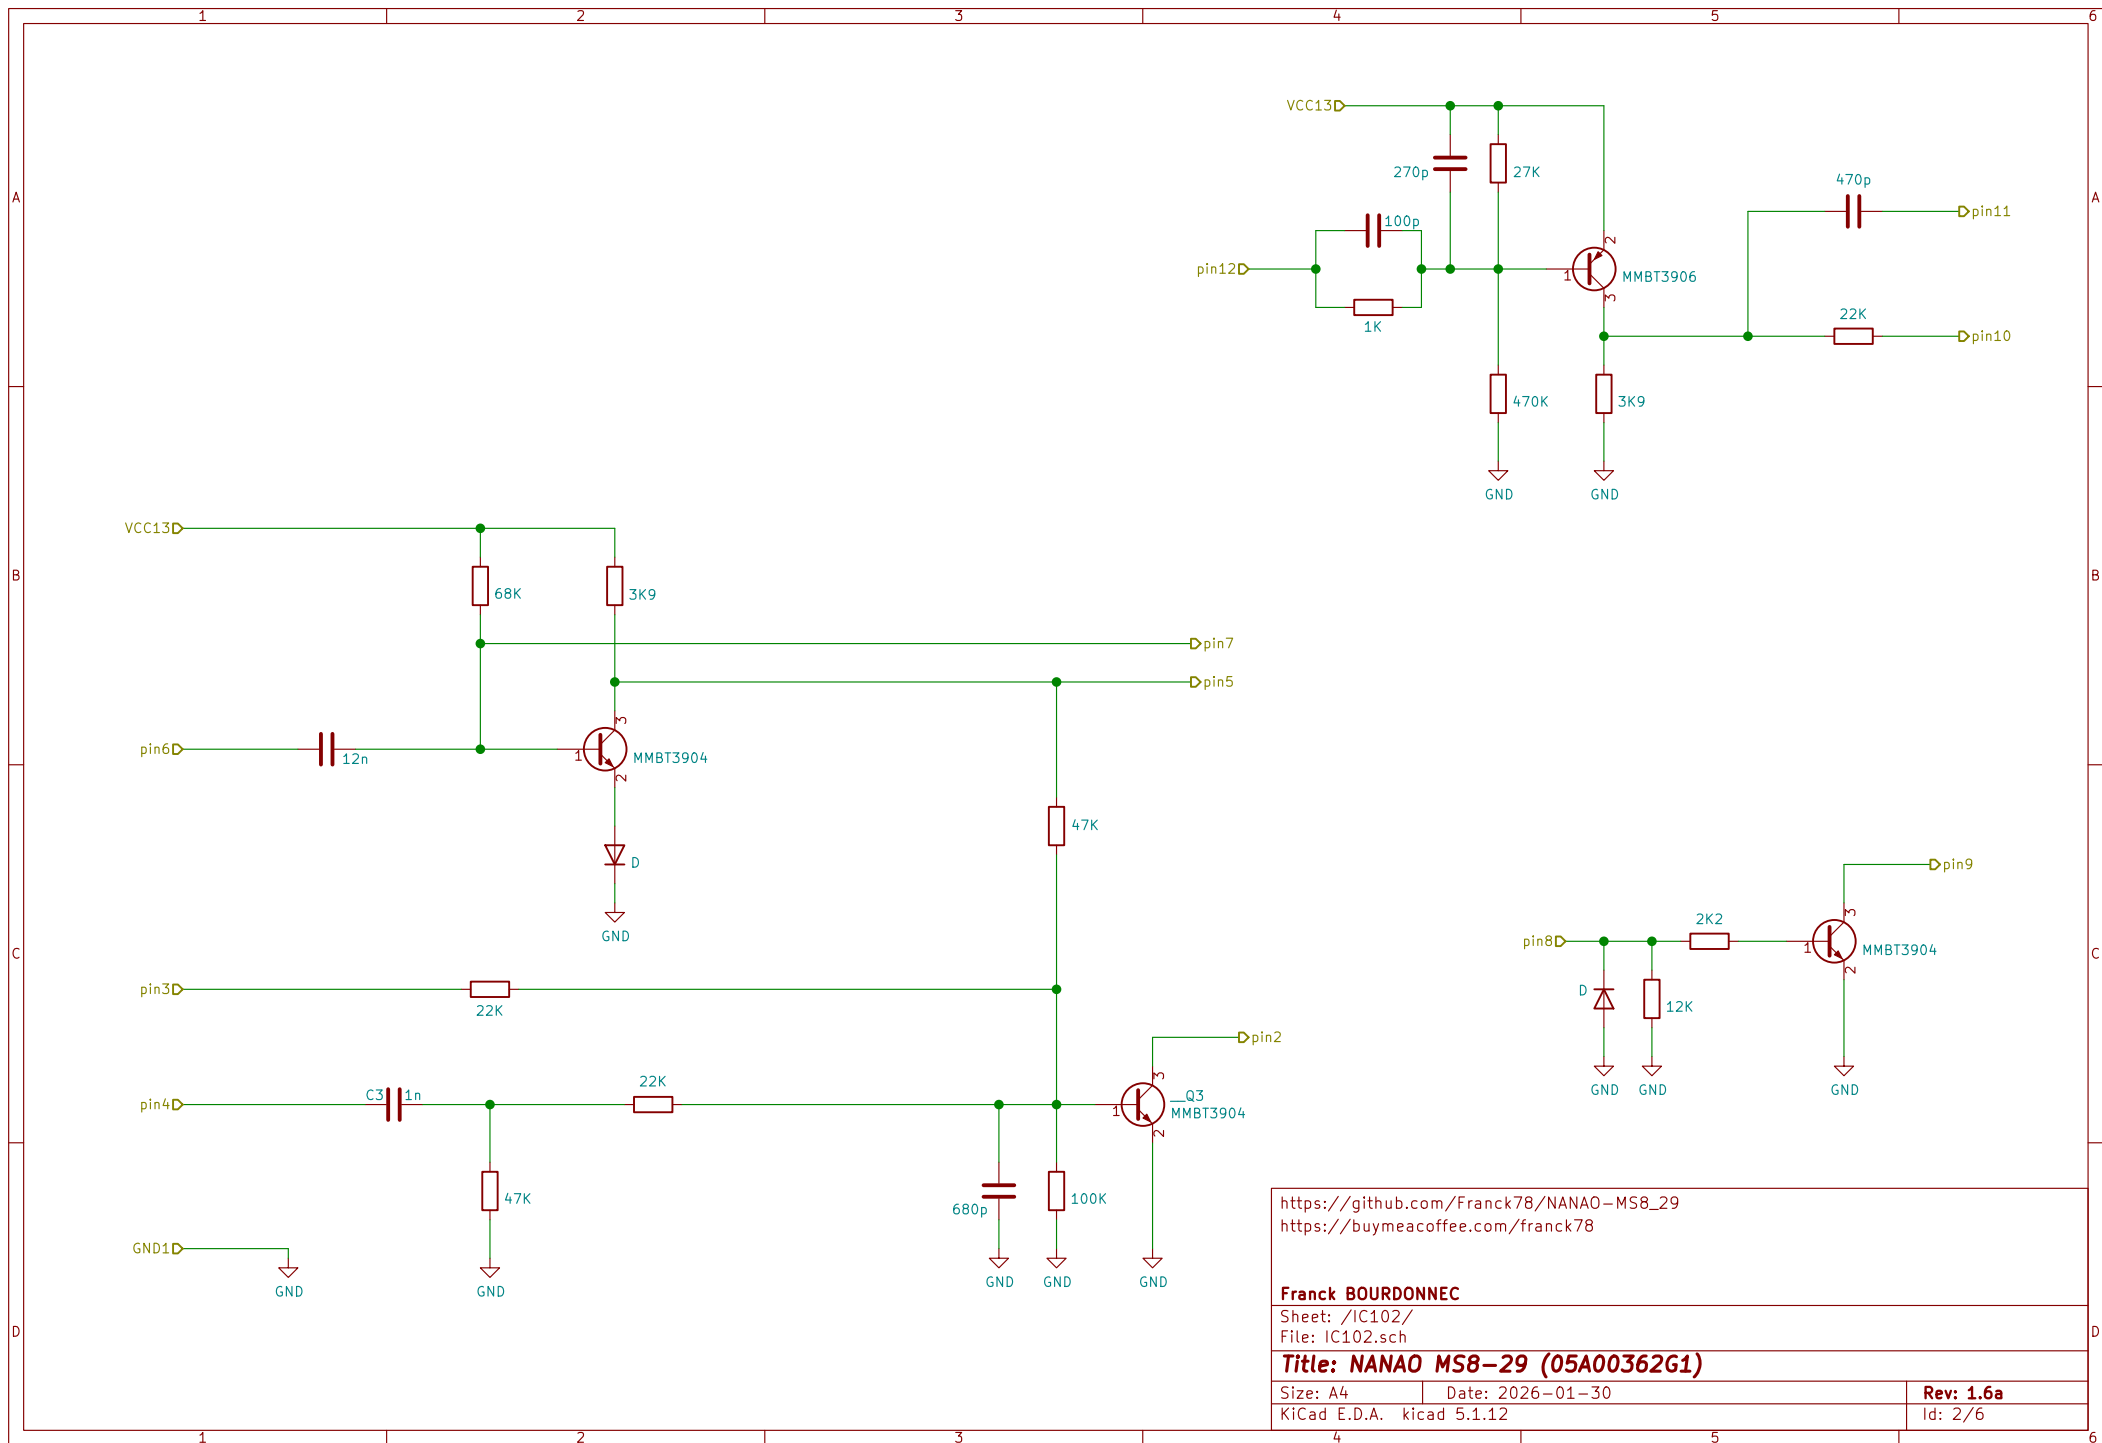 1 2 3 4 5 6
A
B
C
D
A
B
C
D
VCC13
270p
27K
100p
pin12
1K
1
2
3
MMBT3906
470p
pin11
22K
pin10
470K
3K9
GND
GND
VCC13
68K
3K9
pin7
pin5
pin6
12n
1
3
2
MMBT3904
D
GND
47K
pin3
22K
pin2
pin4
C3
1n
22K
1
3
2
__Q3
MMBT3904
47K
680p
100K
GND1
GND
GND
GND
GND
GND
pin9
pin8
2K2
1
3
2
MMBT3904
D
12K
GND
GND
GND
https://github.com/Franck78/NANAO-MS8_29
https://buymeacoffee.com/franck78
Franck BOURDONNEC
Sheet: /IC102/
File: IC102.sch
Title: NANAO MS8-29 (05A00362G1)
Size: A4
Date: 2026-01-30
Rev: 1.6a
KiCad E.D.A. kicad 5.1.12
Id: 2/6
1 2 3 4 5 6